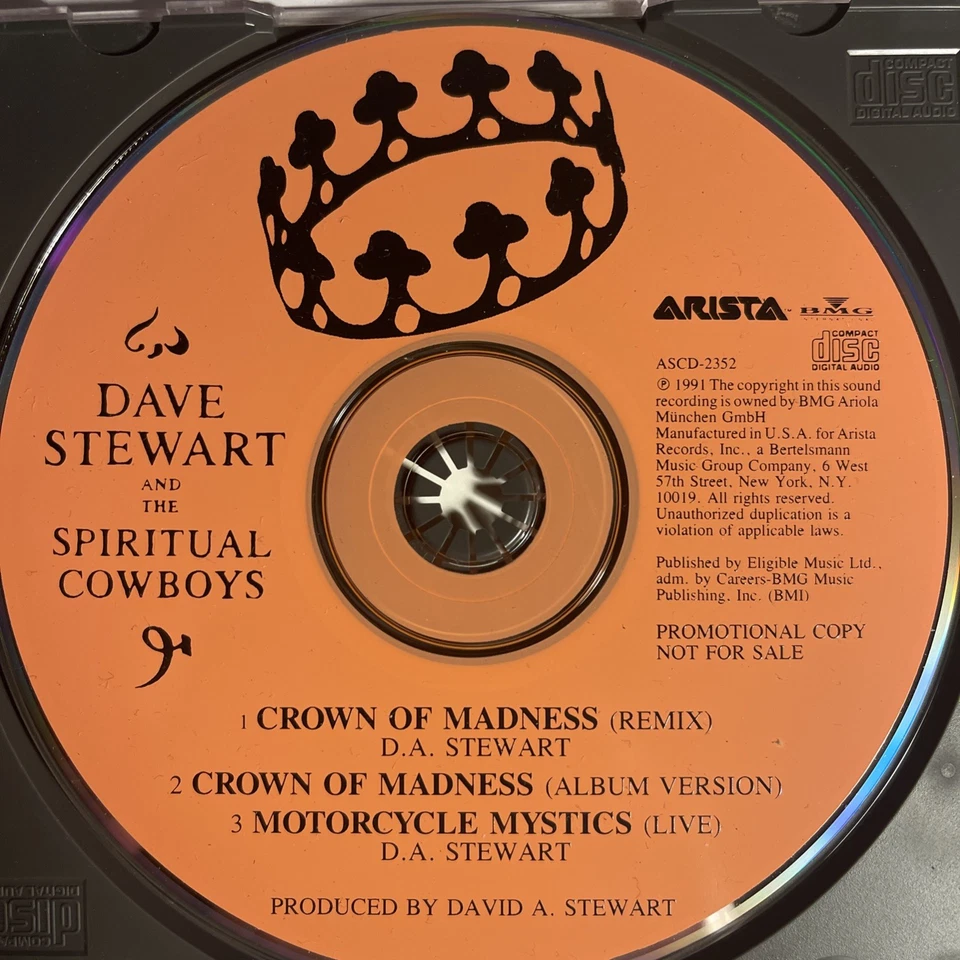 COMPACT
disc
DIGITAL AUDIO
ARISTA™ BMG
COMPACT
disc
DIGITAL AUDIO
ASCD-2352
℗ 1991 The copyright in this sound
recording is owned by BMG Ariola
München GmbH
Manufactured in U.S.A. for Arista
Records, Inc., a Bertelsmann
Music Group Company, 6 West
57th Street, New York, N.Y.
10019. All rights reserved.
Unauthorized duplication is a
violation of applicable laws.
Published by Eligible Music Ltd.,
adm. by Careers-BMG Music
Publishing, Inc. (BMI)
PROMOTIONAL COPY
NOT FOR SALE
DAVE
STEWART
AND
THE
SPIRITUAL
COWBOYS
1 CROWN OF MADNESS (REMIX)
D.A. STEWART
2 CROWN OF MADNESS (ALBUM VERSION)
3 MOTORCYCLE MYSTICS (LIVE)
D.A. STEWART
PRODUCED BY DAVID A. STEWART
COMPA
disc
DIGITAL AU